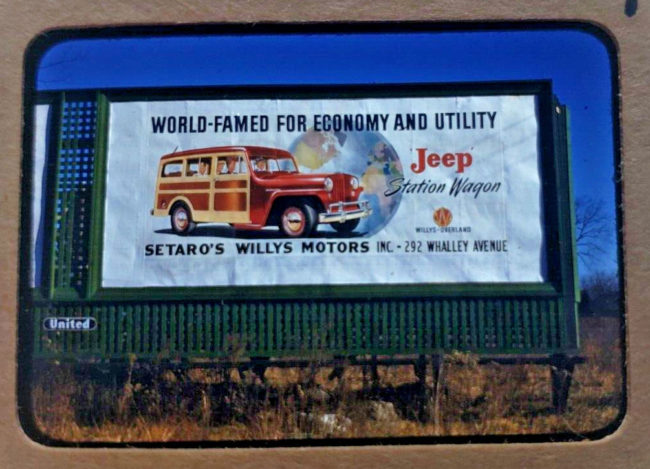 WORLD-FAMED FOR ECONOMY AND UTILITY
Jeep
Station Wagon
WILLYS-OVERLAND
SETARO'S WILLYS MOTORS INC. - 292 WHALLEY AVENUE
United